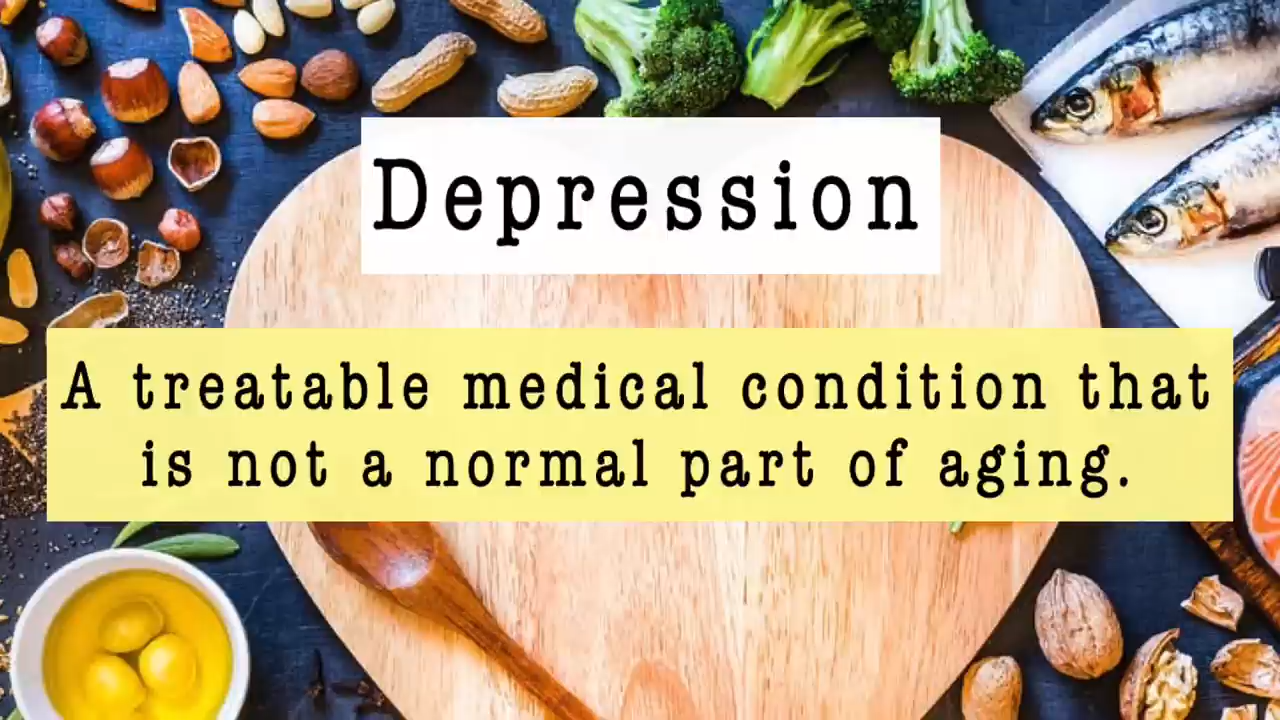 Depression
A treatable medical condition that
is not a normal part of aging.